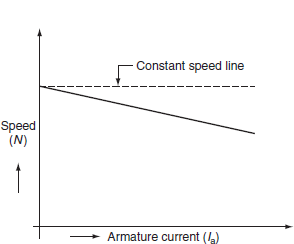 Constant speed line
Speed
(N)
Armature current (Iₐ)